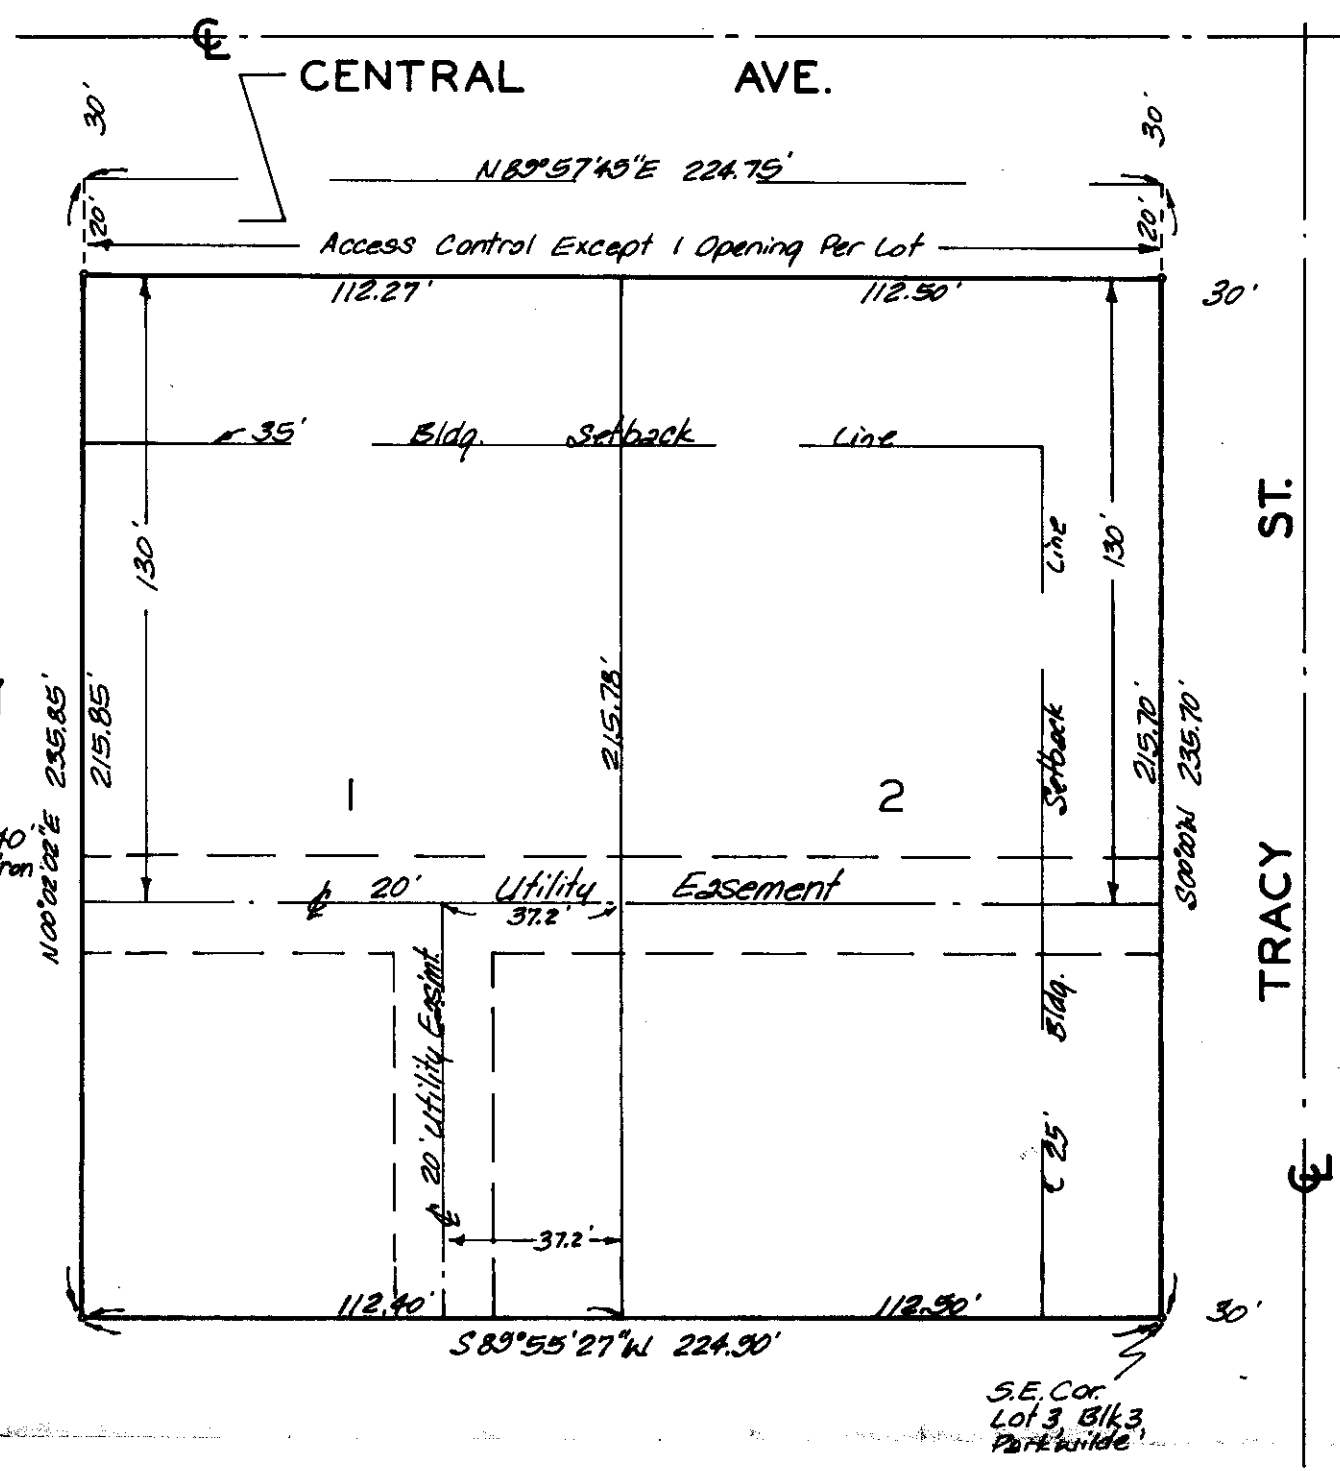 ℄
CENTRAL AVE.
30'
30'
N89°57'45"E 224.75'
20'
20'
Access Control Except 1 Opening Per Lot
112.27'
112.50'
30'
35' Bldg. Setback Line
130'
130'
Line
Setback
Bldg.
25'
ST.
TRACY
℄
N00°02'02"E 235.85'
215.85'
215.78'
215.70'
235.70'
1
2
℄ 20' Utility Easement
37.2'
℄ 20' Utility Easmt.
37.2'
112.40'
112.50'
S89°55'27"W 224.90'
30'
S.E. Cor.
Lot 3, Blk 3,
Parkwilde